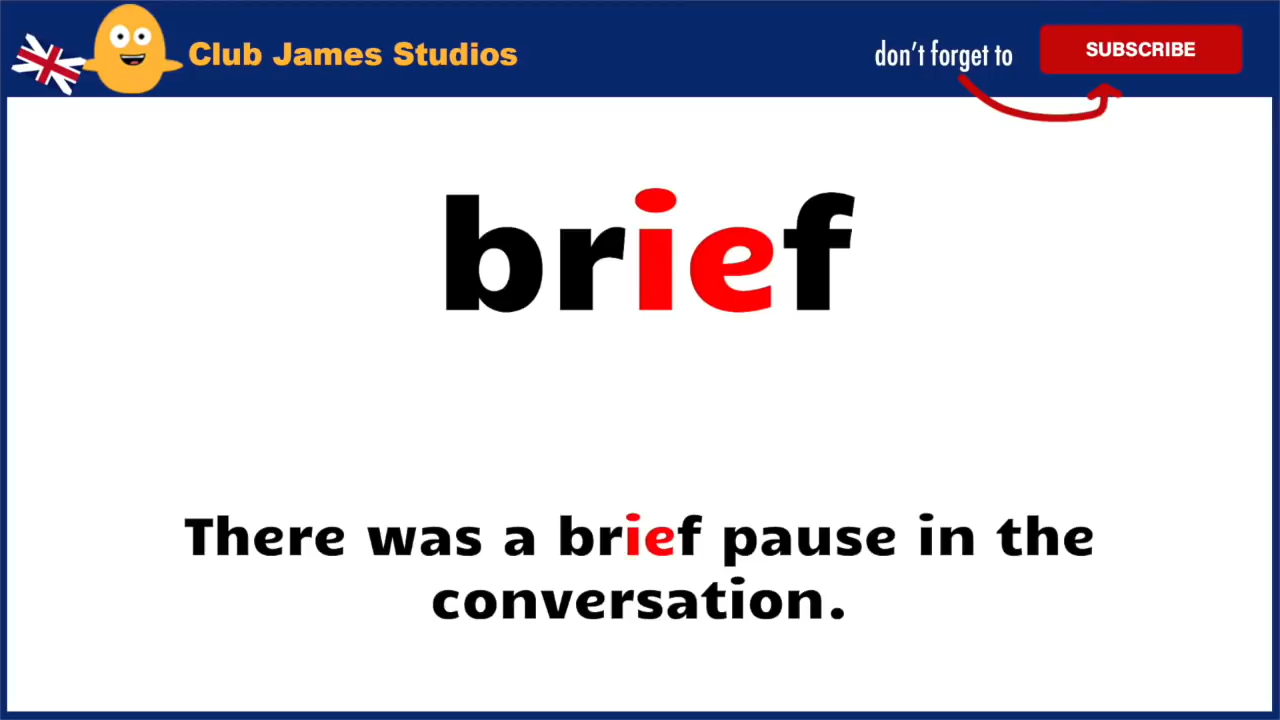 Club James Studios
don't forget to
SUBSCRIBE
brief
There was a brief pause in the
conversation.